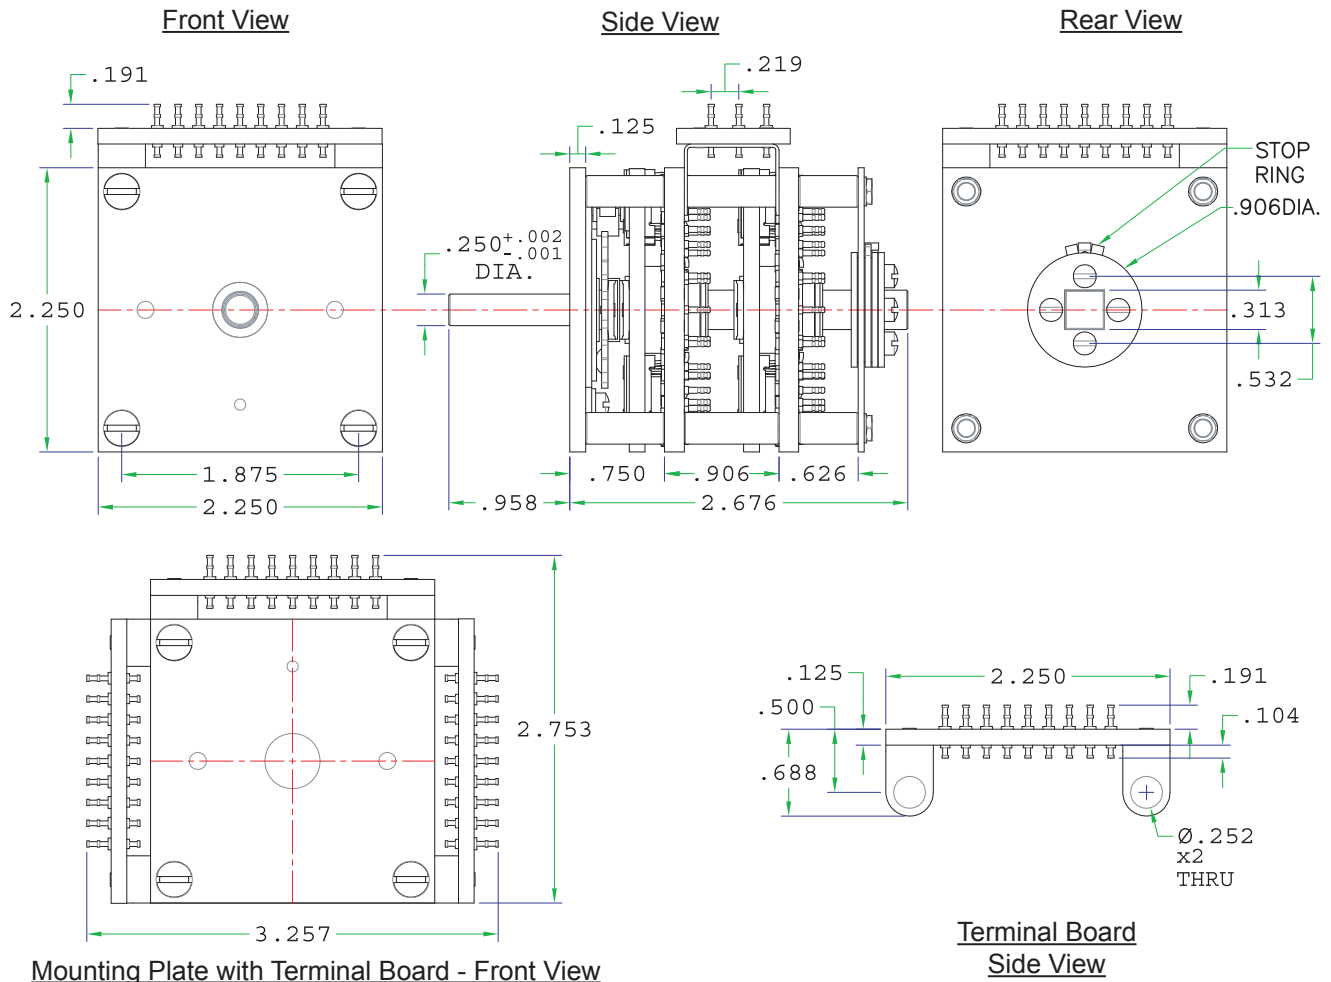 Front View
Side View
Rear View
.191
.219
.125
STOP
RING
.906DIA.
.250 +.002
-.001
DIA.
2.250
.313
.532
1.875
2.250
.750
.906
.626
.958
2.676
2.753
3.257
Mounting Plate with Terminal Board - Front View
.125
2.250
.191
.500
.104
.688
Ø.252
x2
THRU
Terminal Board
Side View